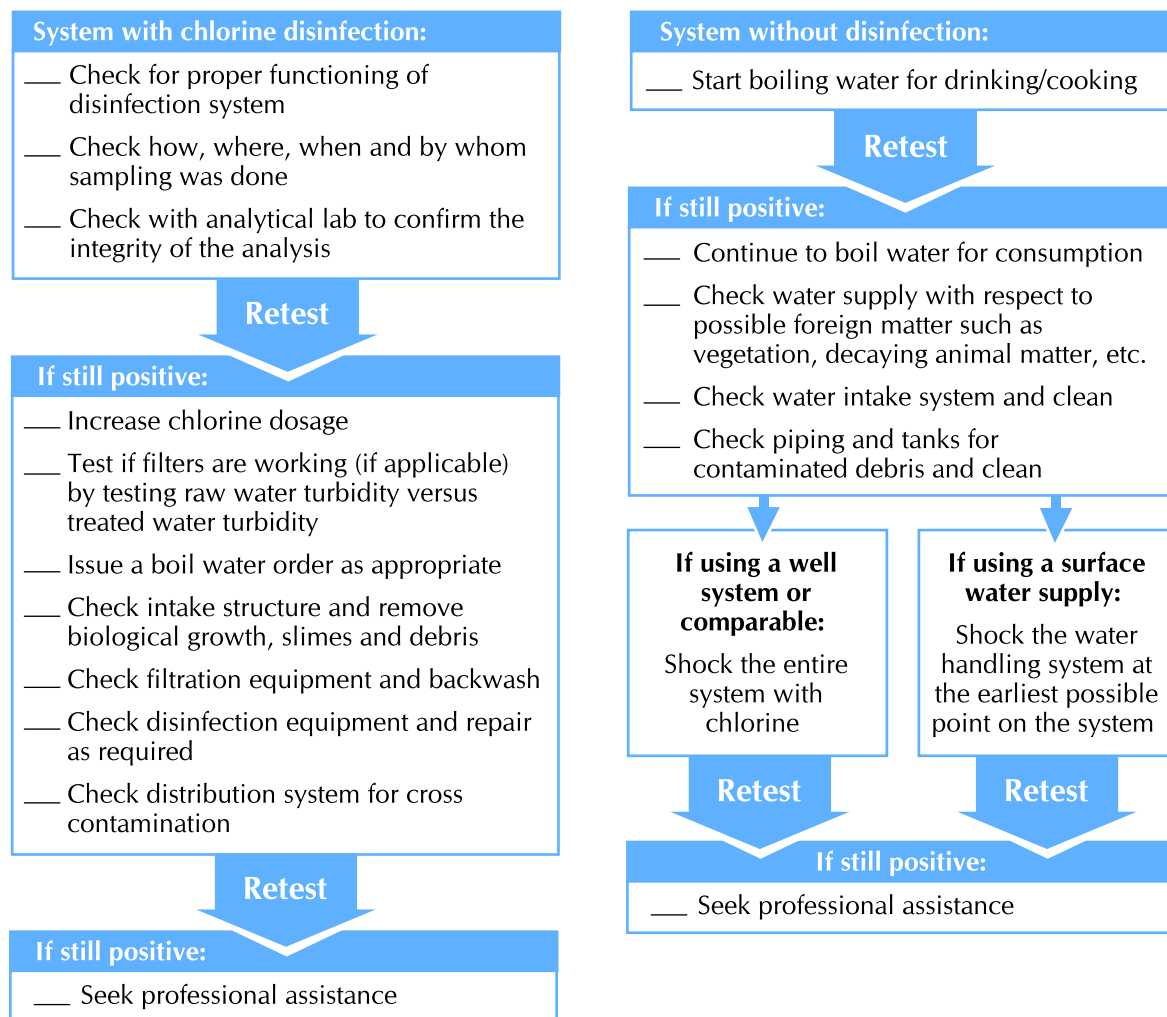 System with chlorine disinfection:
___ Check for proper functioning of
disinfection system
___ Check how, where, when and by whom
sampling was done
___ Check with analytical lab to confirm the
integrity of the analysis
Retest
If still positive:
___ Increase chlorine dosage
___ Test if filters are working (if applicable)
by testing raw water turbidity versus
treated water turbidity
___ Issue a boil water order as appropriate
___ Check intake structure and remove
biological growth, slimes and debris
___ Check filtration equipment and backwash
___ Check disinfection equipment and repair
as required
___ Check distribution system for cross
contamination
Retest
If still positive:
___ Seek professional assistance
System without disinfection:
___ Start boiling water for drinking/cooking
Retest
If still positive:
___ Continue to boil water for consumption
___ Check water supply with respect to
possible foreign matter such as
vegetation, decaying animal matter, etc.
___ Check water intake system and clean
___ Check piping and tanks for
contaminated debris and clean
If using a well
system or
comparable:
Shock the entire
system with
chlorine
Retest
If using a surface
water supply:
Shock the water
handling system at
the earliest possible
point on the system
Retest
If still positive:
___ Seek professional assistance